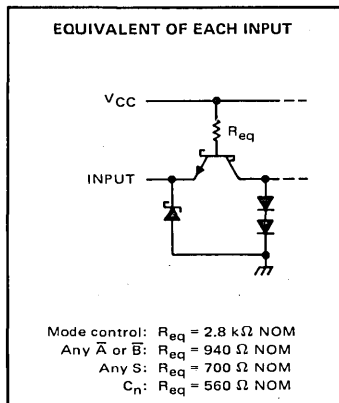 EQUIVALENT OF EACH INPUT
VCC
Req
INPUT
Mode control: Req = 2.8 kΩ NOM
Any A̅ or B̅: Req = 940 Ω NOM
Any S: Req = 700 Ω NOM
Cn: Req = 560 Ω NOM